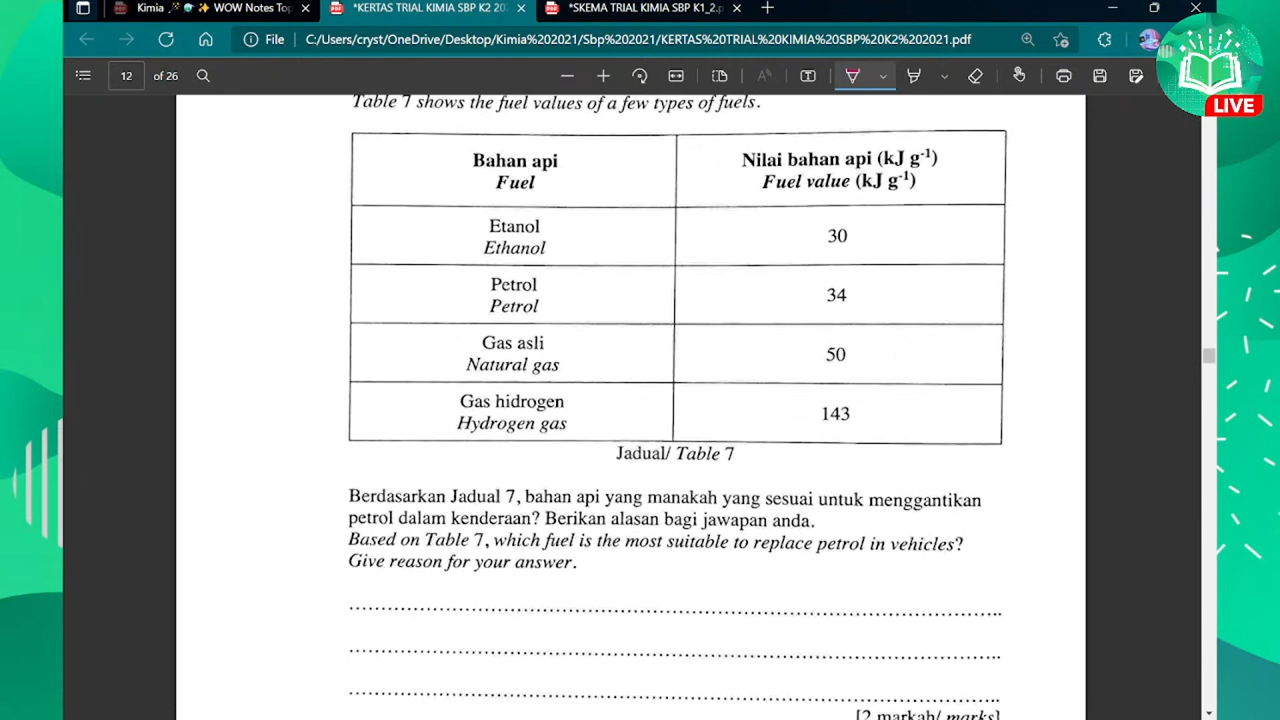 Kimia 🪄 🧬 ✨ WOW Notes Top
*KERTAS TRIAL KIMIA SBP K2 20
*SKEMA TRIAL KIMIA SBP K1_2.p
File
C:/Users/cryst/OneDrive/Desktop/Kimia%202021/Sbp%202021/KERTAS%20TRIAL%20KIMIA%20SBP%20K2%202021.pdf
12 of 26
LIVE
Table 7 shows the fuel values of a few types of fuels.
Bahan api
Fuel
Nilai bahan api (kJ g⁻¹)
Fuel value (kJ g⁻¹)
Etanol
Ethanol
30
Petrol
Petrol
34
Gas asli
Natural gas
50
Gas hidrogen
Hydrogen gas
143
Jadual/ Table 7
Berdasarkan Jadual 7, bahan api yang manakah yang sesuai untuk menggantikan
petrol dalam kenderaan? Berikan alasan bagi jawapan anda.
Based on Table 7, which fuel is the most suitable to replace petrol in vehicles?
Give reason for your answer.
[2 markah/ marks]